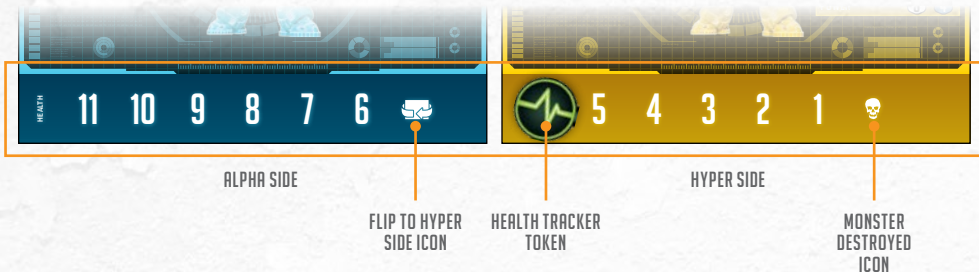 HEALTH 11 10 9 8 7 6
5 4 3 2 1
ALPHA SIDE
HYPER SIDE
FLIP TO HYPER
SIDE ICON
HEALTH TRACKER
TOKEN
MONSTER
DESTROYED
ICON